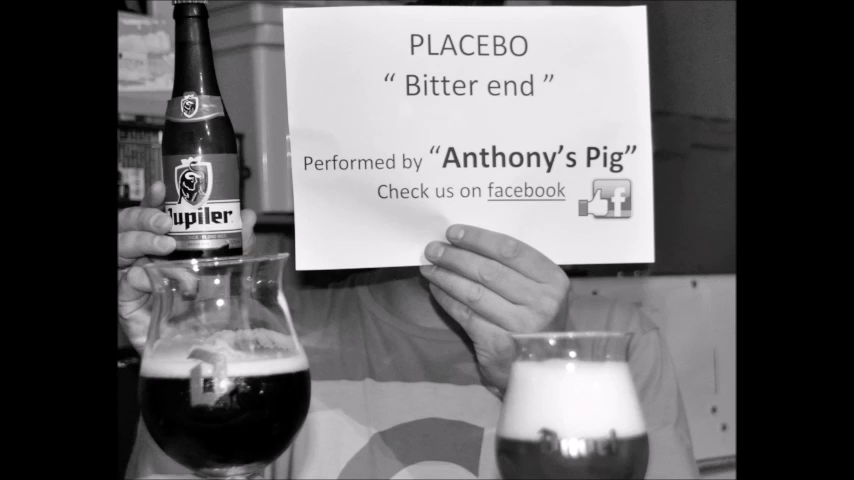 PLACEBO
“ Bitter end ”
Performed by “Anthony’s Pig”
Check us on facebook
f
Jupiler